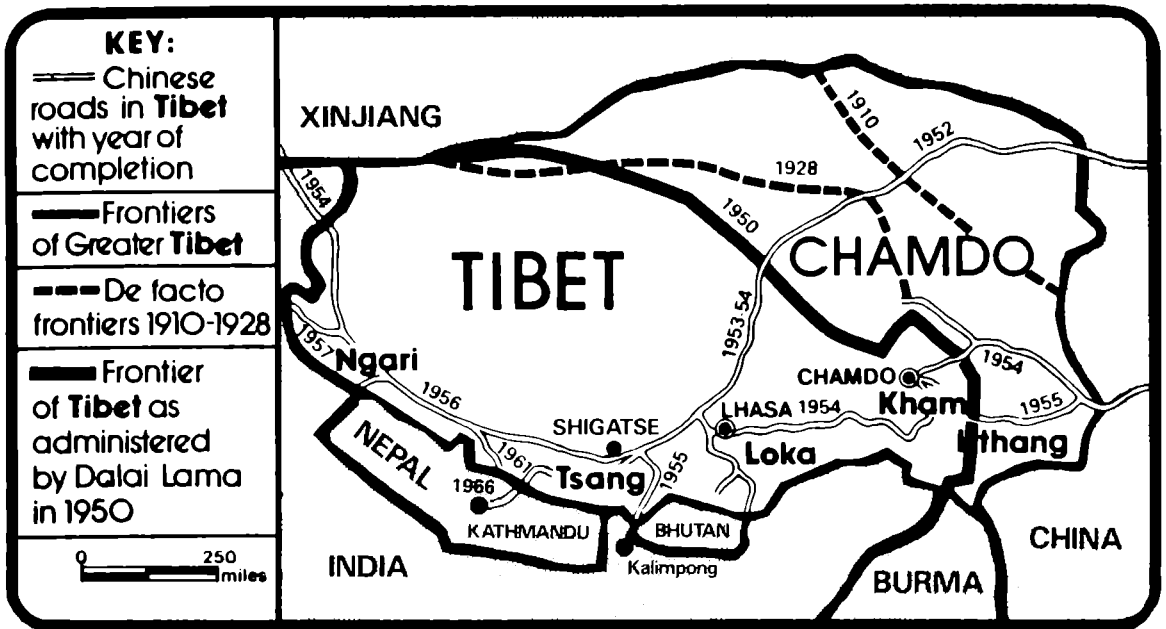 KEY:
Chinese
roads in Tibet
with year of
completion
Frontiers
of Greater Tibet
De facto
frontiers 1910-1928
Frontier
of Tibet as
administered
by Dalai Lama
in 1950
0 250
miles
XINJIANG
1910
1952
1954
1928
1950
TIBET
CHAMDO
1953-54
1957
Ngari
1956
CHAMDO
1954
Kham
1955
LHASA 1954
SHIGATSE
Loka
Lithang
NEPAL
1961
Tsang
1955
1966
KATHMANDU
BHUTAN
Kalimpong
INDIA
BURMA
CHINA